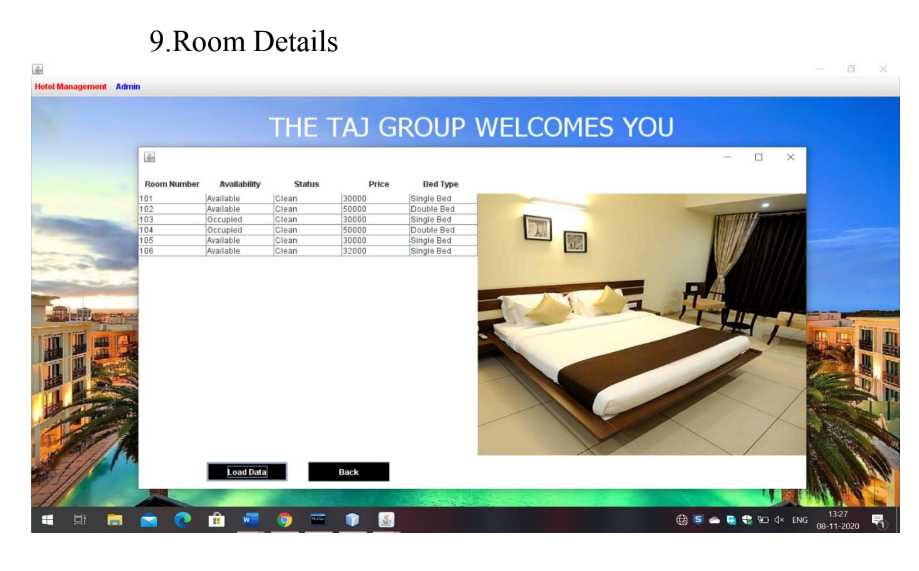 9.Room Details
Hotel Management Admin
THE TAJ GROUP WELCOMES YOU
Room Number Availability Status Price Bed Type
101 Available Clean 30000 Single Bed
102 Available Clean 50000 Double Bed
103 Occupied Clean 30000 Single Bed
104 Occupied Clean 50000 Double Bed
105 Available Clean 30000 Single Bed
106 Available Clean 32000 Single Bed
Load Data Back
ENG 13:27
08-11-2020